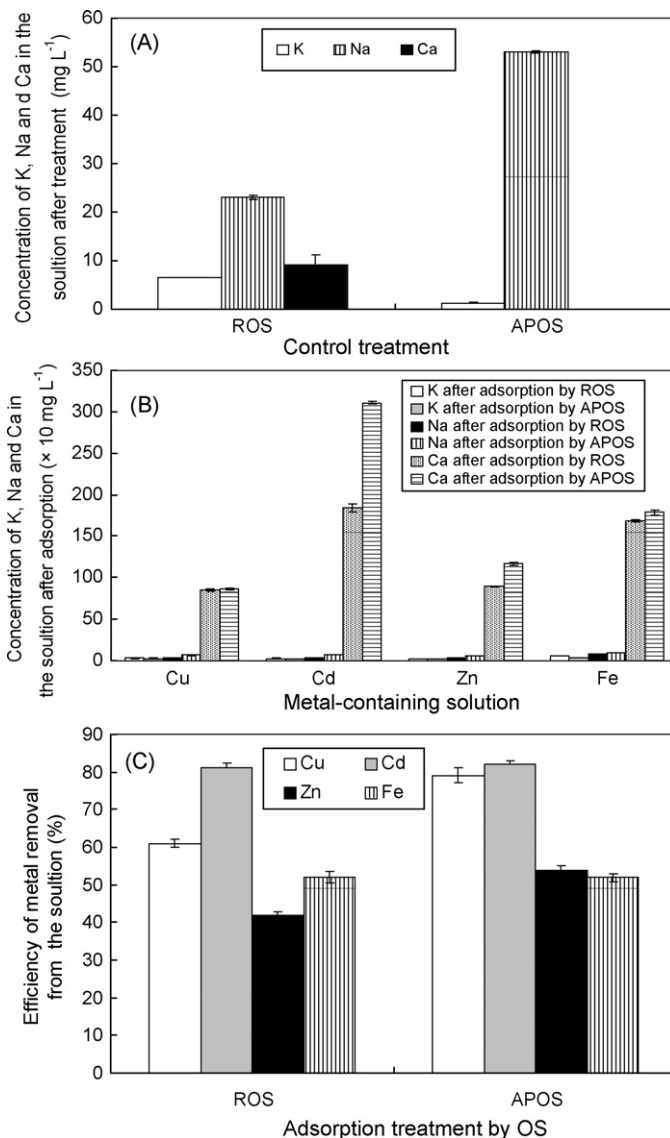 (A)
K Na Ca
Concentration of K, Na and d Ca in the
soultion after treatment (mg L⁻¹)
60
50
40
30
20
10
0
ROS APOS
Control treatment
(B)
K after adsorption by ROS
K after adsorption by APOS
Na after adsorption by ROS
Na after adsorption by APOS
Ca after adsorption by ROS
Ca after adsorption by APOS
Concentration of K, Na and Ca in
the soultion after adsorption (× 10 mg L⁻¹)
350
300
250
200
150
100
50
0
Cu Cd Zn Fe
Metal-containing solution
(C)
Cu Cd
Zn Fe
Efficiency of metal removal
from the soultion (%)
90
80
70
60
50
40
30
20
10
0
ROS APOS
Adsorption treatment by OS